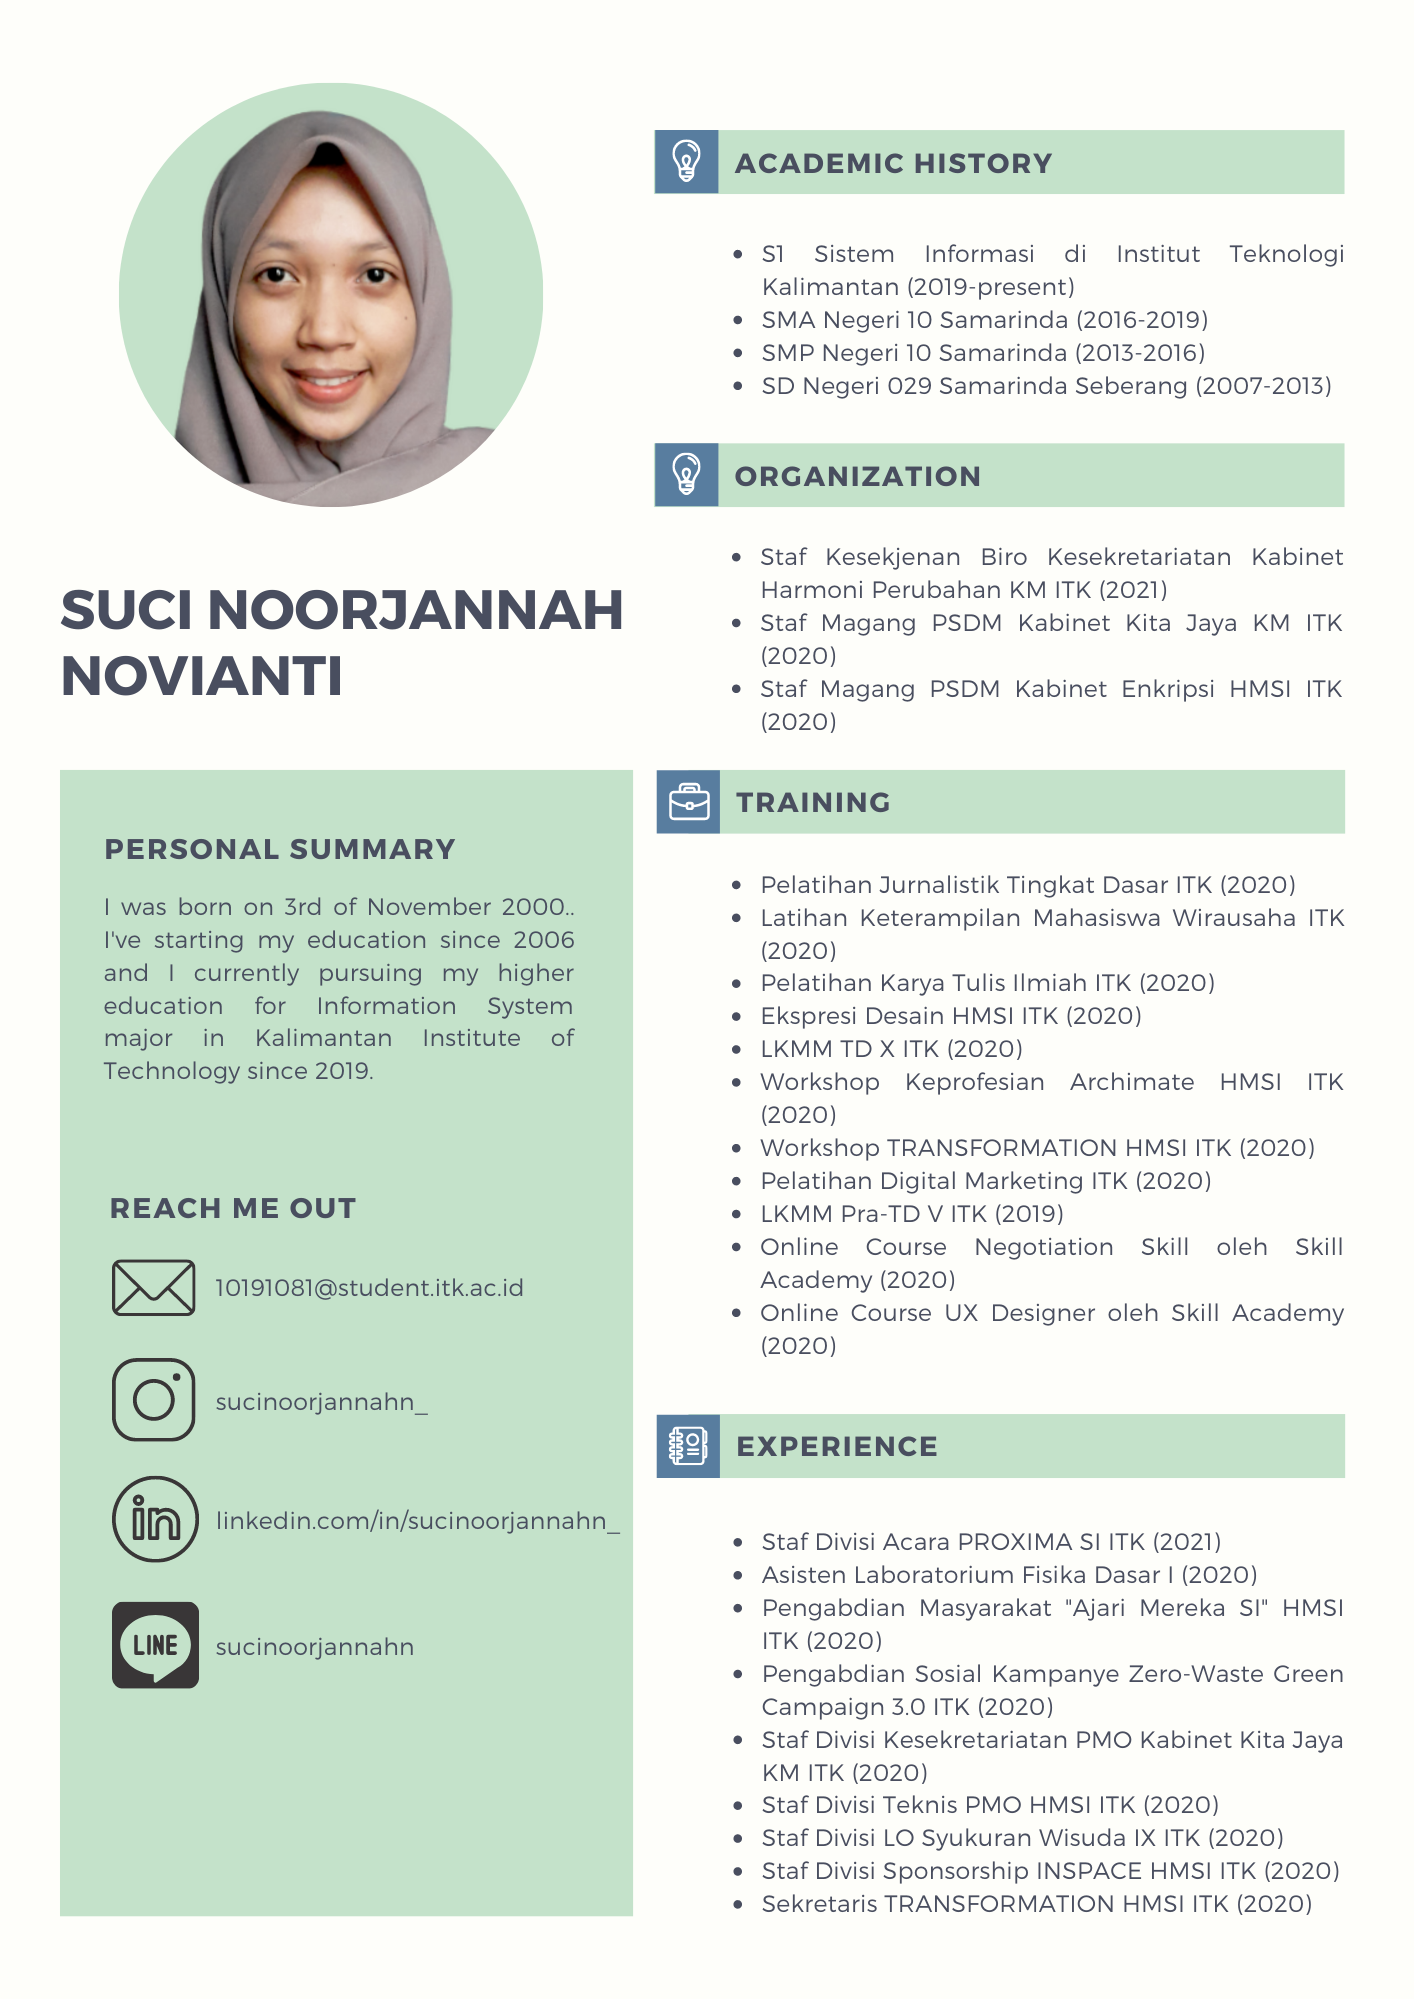 SUCI NOORJANNAH
NOVIANTI
PERSONAL SUMMARY
I was born on 3rd of November 2000..
I've starting my education since 2006
and I currently pursuing my higher
education for Information System
major in Kalimantan Institute of
Technology since 2019.
REACH ME OUT
10191081@student.itk.ac.id
sucinoorjannahn_
in
linkedin.com/in/sucinoorjannahn_
LINE
sucinoorjannahn
ACADEMIC HISTORY
• S1 Sistem Informasi di Institut Teknologi
Kalimantan (2019-present)
• SMA Negeri 10 Samarinda (2016-2019)
• SMP Negeri 10 Samarinda (2013-2016)
• SD Negeri 029 Samarinda Seberang (2007-2013)
ORGANIZATION
• Staf Kesekjenan Biro Kesekretariatan Kabinet
Harmoni Perubahan KM ITK (2021)
• Staf Magang PSDM Kabinet Kita Jaya KM ITK
(2020)
• Staf Magang PSDM Kabinet Enkripsi HMSI ITK
(2020)
TRAINING
• Pelatihan Jurnalistik Tingkat Dasar ITK (2020)
• Latihan Keterampilan Mahasiswa Wirausaha ITK
(2020)
• Pelatihan Karya Tulis Ilmiah ITK (2020)
• Ekspresi Desain HMSI ITK (2020)
• LKMM TD X ITK (2020)
• Workshop Keprofesian Archimate HMSI ITK
(2020)
• Workshop TRANSFORMATION HMSI ITK (2020)
• Pelatihan Digital Marketing ITK (2020)
• LKMM Pra-TD V ITK (2019)
• Online Course Negotiation Skill oleh Skill
Academy (2020)
• Online Course UX Designer oleh Skill Academy
(2020)
EXPERIENCE
• Staf Divisi Acara PROXIMA SI ITK (2021)
• Asisten Laboratorium Fisika Dasar I (2020)
• Pengabdian Masyarakat "Ajari Mereka SI" HMSI
ITK (2020)
• Pengabdian Sosial Kampanye Zero-Waste Green
Campaign 3.0 ITK (2020)
• Staf Divisi Kesekretariatan PMO Kabinet Kita Jaya
KM ITK (2020)
• Staf Divisi Teknis PMO HMSI ITK (2020)
• Staf Divisi LO Syukuran Wisuda IX ITK (2020)
• Staf Divisi Sponsorship INSPACE HMSI ITK (2020)
• Sekretaris TRANSFORMATION HMSI ITK (2020)